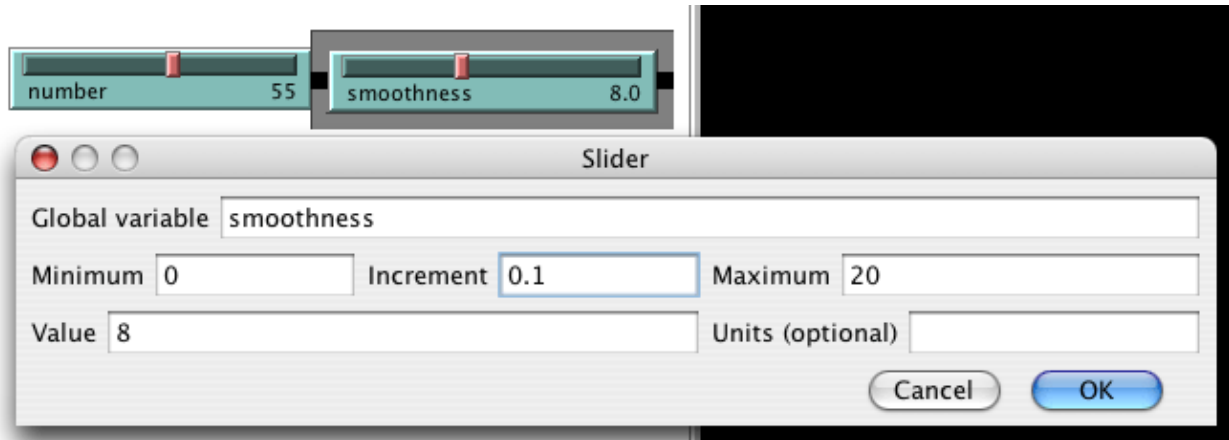 number 55 smoothness 8.0
Slider
Global variable smoothness
Minimum 0 Increment 0.1 Maximum 20
Value 8 Units (optional)
Cancel OK